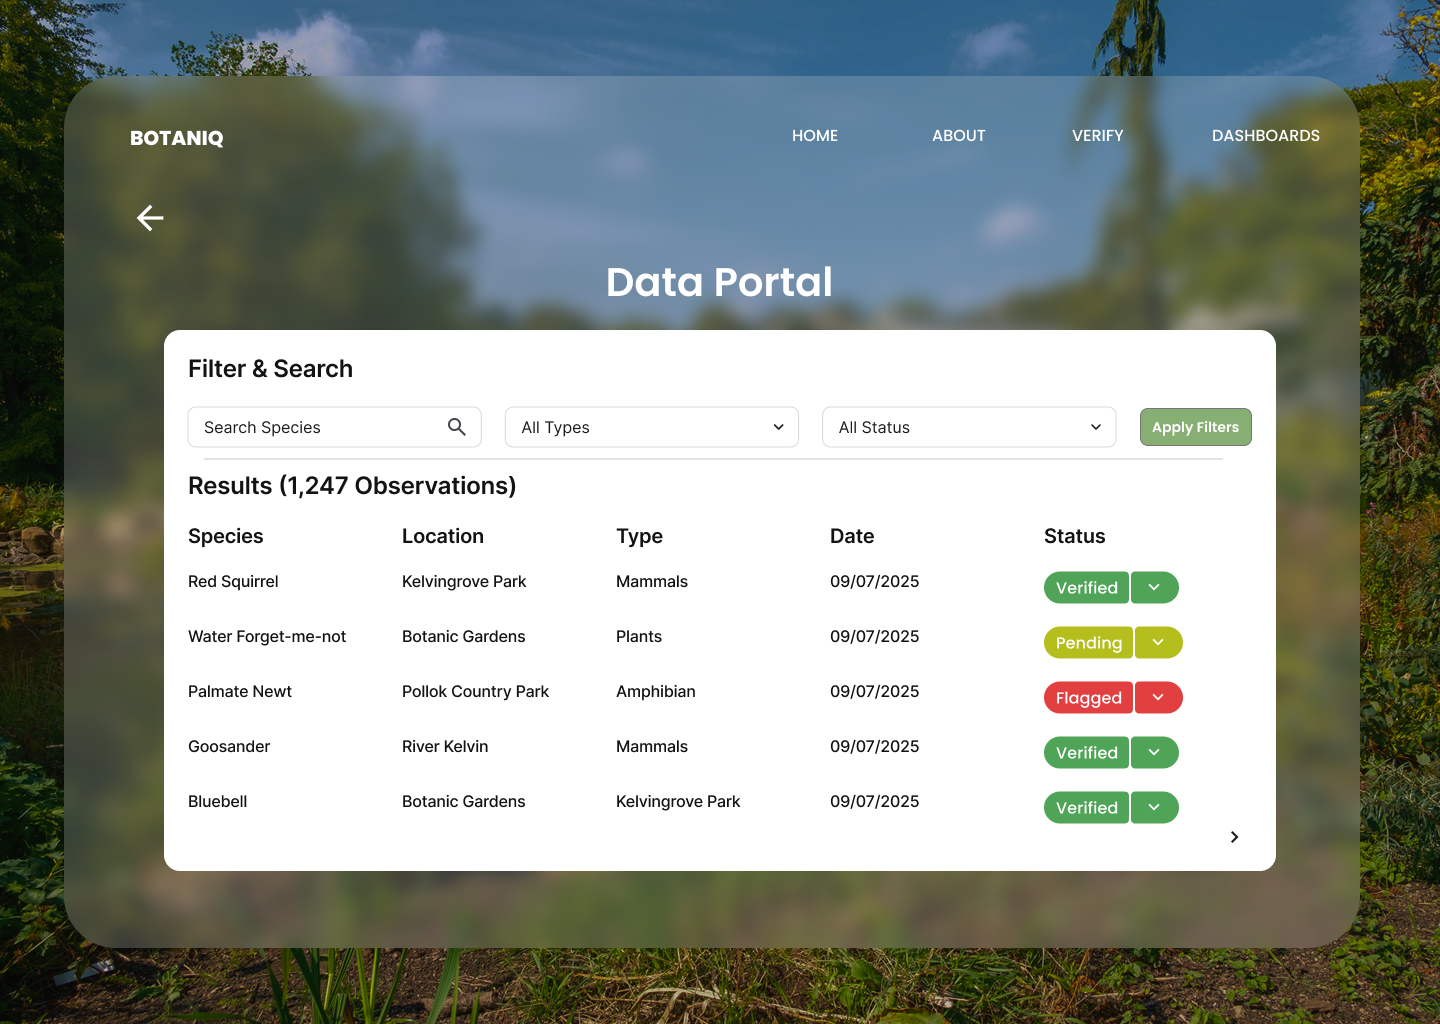 BOTANIQ HOME ABOUT VERIFY DASHBOARDS
Data Portal
Filter & Search
Search Species All Types All Status Apply Filters
Results (1,247 Observations)
Species Location Type Date Status
Red Squirrel Kelvingrove Park Mammals 09/07/2025 Verified
Water Forget-me-not Botanic Gardens Plants 09/07/2025 Pending
Palmate Newt Pollok Country Park Amphibian 09/07/2025 Flagged
Goosander River Kelvin Mammals 09/07/2025 Verified
Bluebell Botanic Gardens Kelvingrove Park 09/07/2025 Verified